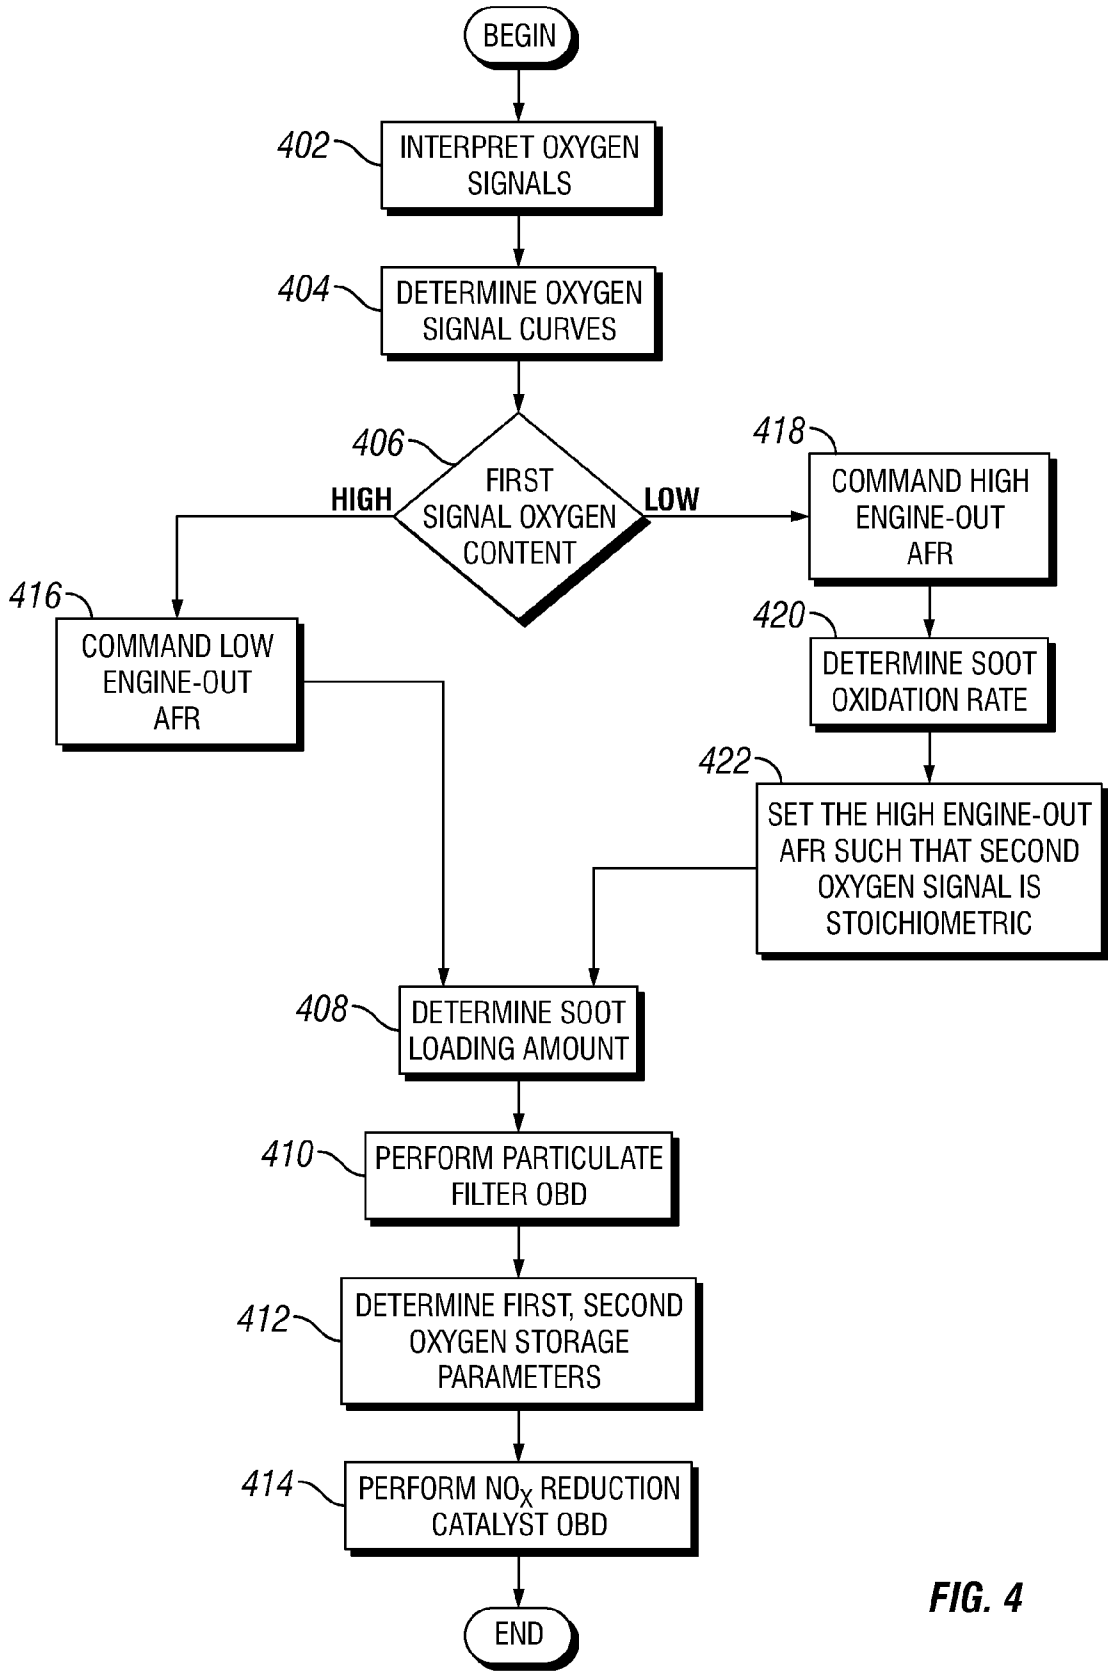 BEGIN
402
INTERPRET OXYGEN
SIGNALS
404
DETERMINE OXYGEN
SIGNAL CURVES
406
FIRST
SIGNAL OXYGEN
CONTENT
HIGH
LOW
418
COMMAND HIGH
ENGINE-OUT
AFR
416
COMMAND LOW
ENGINE-OUT
AFR
420
DETERMINE SOOT
OXIDATION RATE
422
SET THE HIGH ENGINE-OUT
AFR SUCH THAT SECOND
OXYGEN SIGNAL IS
STOICHIOMETRIC
408
DETERMINE SOOT
LOADING AMOUNT
410
PERFORM PARTICULATE
FILTER OBD
412
DETERMINE FIRST, SECOND
OXYGEN STORAGE
PARAMETERS
414
PERFORM NOX REDUCTION
CATALYST OBD
END
FIG. 4